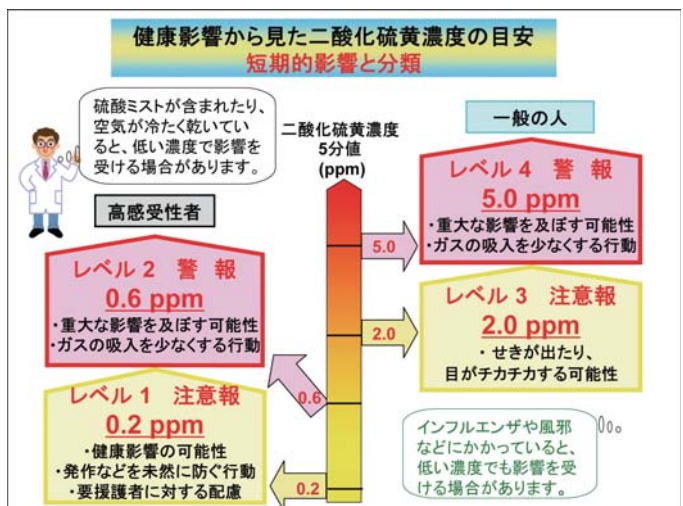 健康影響から見た二酸化硫黄濃度の目安
短期的影響と分類
硫酸ミストが含まれたり、
空気が冷たく乾いてい
ると、低い濃度で影響を
受ける場合があります。
高感受性者
レベル2 警 報
0.6 ppm
・重大な影響を及ぼす可能性
・ガスの吸入を少なくする行動
レベル1 注意報
0.2 ppm
・健康影響の可能性
・発作などを未然に防ぐ行動
・要援護者に対する配慮
二酸化硫黄濃度
5分値
(ppm)
5.0
2.0
0.6
0.2
一般の人
レベル4 警 報
5.0 ppm
・重大な影響を及ぼす可能性
・ガスの吸入を少なくする行動
レベル3 注意報
2.0 ppm
・せきが出たり、
目がチカチカする可能性
インフルエンザや風邪
などにかかっていると、
低い濃度でも影響を受
ける場合があります。